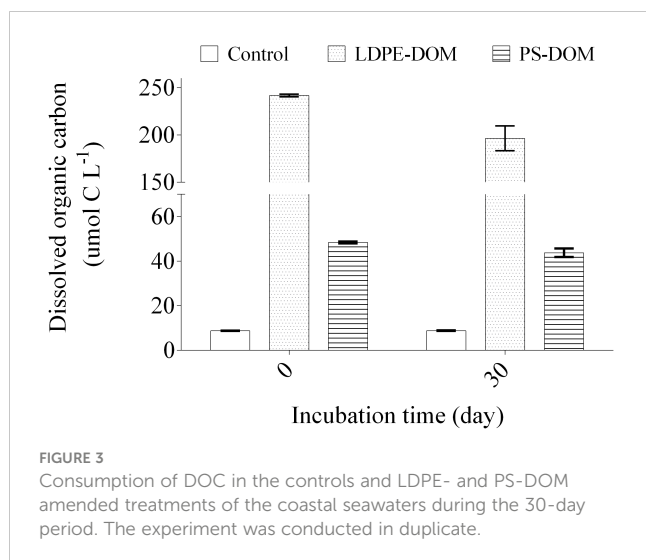 Control LDPE-DOM PS-DOM
Dissolved organic carbon
(umol C L⁻¹)
250
200
150
60
40
20
0
0 30
Incubation time (day)
FIGURE 3
Consumption of DOC in the controls and LDPE- and PS-DOM
amended treatments of the coastal seawaters during the 30-day
period. The experiment was conducted in duplicate.